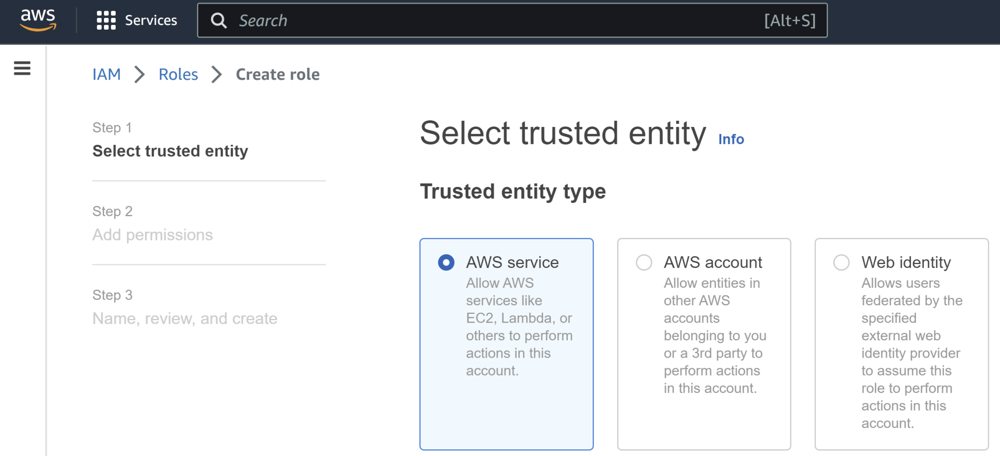 aws
Services
Search
[Alt+S]
IAM
Roles
Create role
Step 1
Select trusted entity
Step 2
Add permissions
Step 3
Name, review, and create
Select trusted entity
Info
Trusted entity type
AWS service
Allow AWS
services like
EC2, Lambda, or
others to perform
actions in this
account.
AWS account
Allow entities in
other AWS
accounts
belonging to you
or a 3rd party to
perform actions
in this account.
Web identity
Allows users
federated by the
specified
external web
identity provider
to assume this
role to perform
actions in this
account.